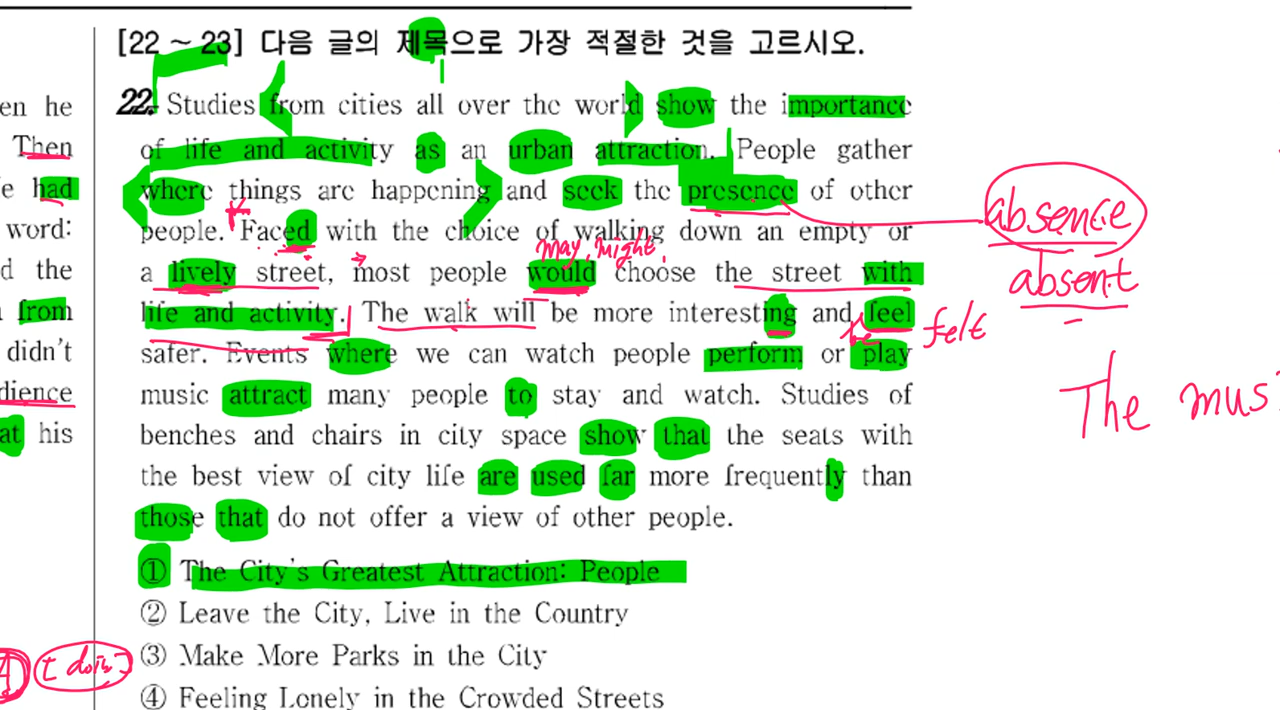 [22 ~ 23] 다음 글의 제목으로 가장 적절한 것을 고르시오.
22. Studies from cities all over the world show the importance
of life and activity as an urban attraction. People gather
where things are happening and seek the presence of other
people. Faced with the choice of walking down an empty or
a lively street, most people would choose the street with
life and activity. The walk will be more interesting and feel
safer. Events where we can watch people perform or play
music attract many people to stay and watch. Studies of
benches and chairs in city space show that the seats with
the best view of city life are used far more frequently than
those that do not offer a view of other people.
① The City's Greatest Attraction: People
② Leave the City, Live in the Country
③ Make More Parks in the City
④ Feeling Lonely in the Crowded Streets
en he
Then
e had
word:
d the
from
didn't
dience
at his
may, might
absence
absent
be
felt
The mus